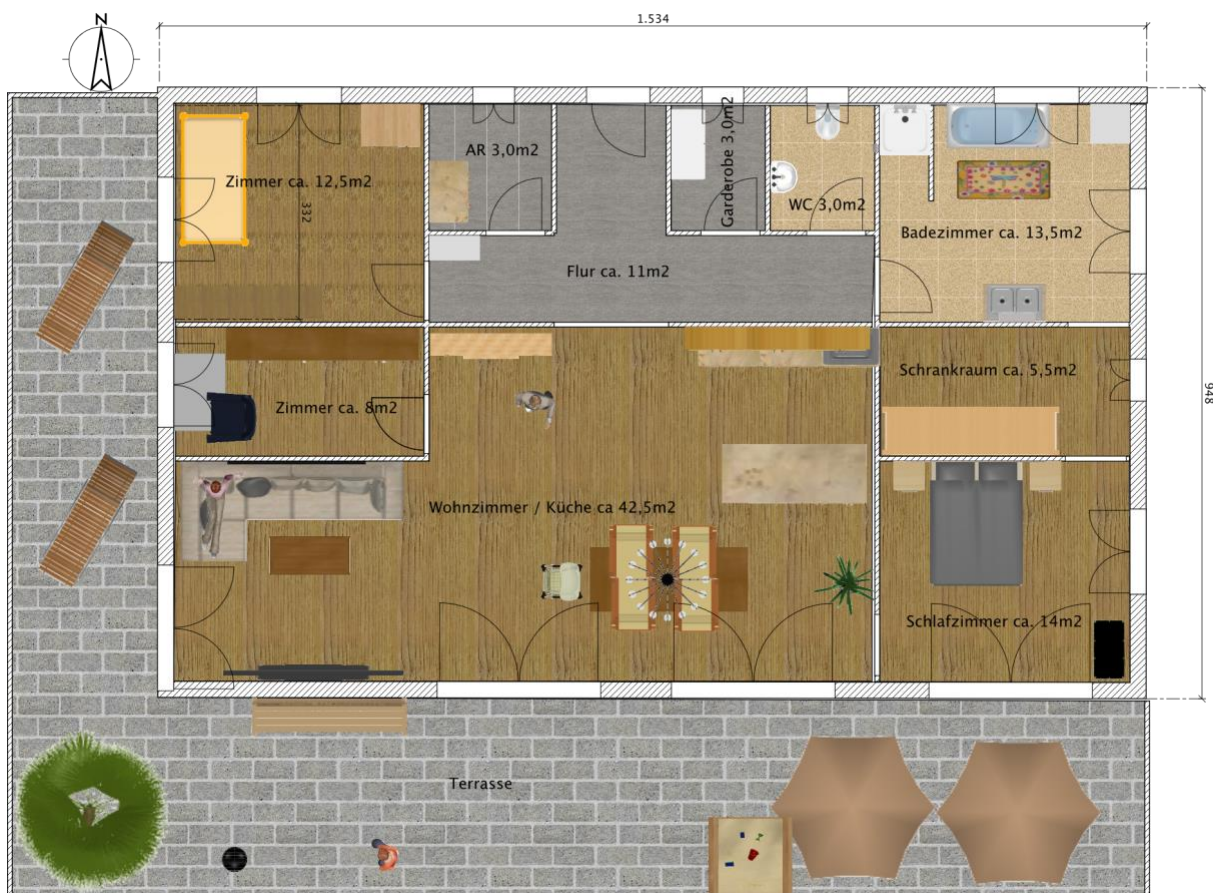 1.534
N
AR 3,0m2
Garderobe 3,0m2
Zimmer ca. 12,5m2
WC 3,0m2
332
Badezimmer ca. 13,5m2
Flur ca. 11m2
Schrankraum ca. 5,5m2
948
Zimmer ca. 8m2
Wohnzimmer / Küche ca 42,5m2
Schlafzimmer ca. 14m2
Terrasse